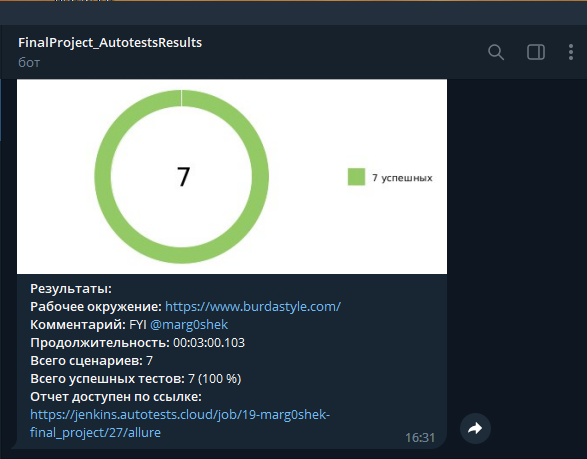 FinalProject_AutotestsResults
бот
7
7 успешных
Результаты:
Рабочее окружение: https://www.burdastyle.com/
Комментарий: FYI @marg0shek
Продолжительность: 00:03:00.103
Всего сценариев: 7
Всего успешных тестов: 7 (100 %)
Отчет доступен по ссылке:
https://jenkins.autotests.cloud/job/19-marg0shek-
final_project/27/allure
16:31